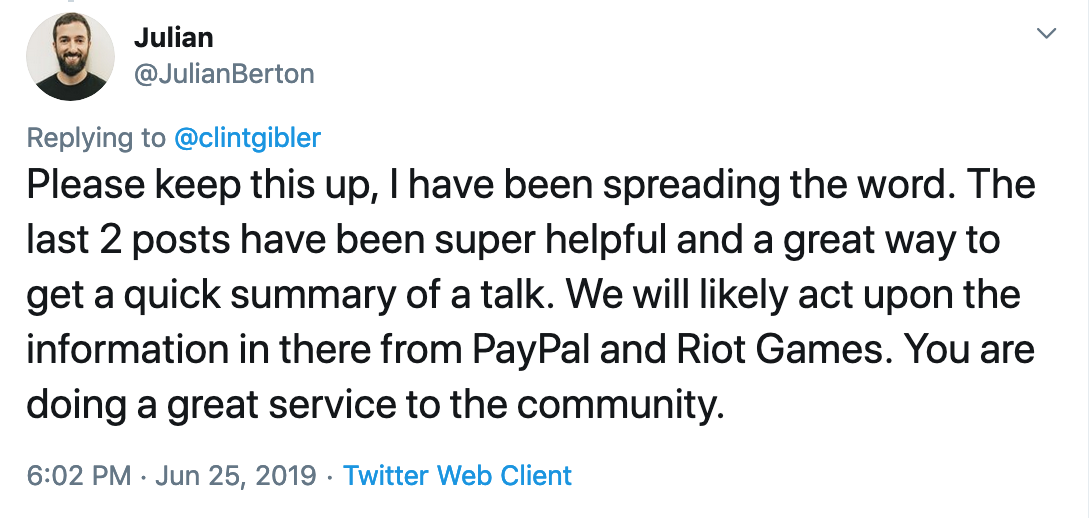 Julian
@JulianBerton
Replying to @clintgibler
Please keep this up, I have been spreading the word. The
last 2 posts have been super helpful and a great way to
get a quick summary of a talk. We will likely act upon the
information in there from PayPal and Riot Games. You are
doing a great service to the community.
6:02 PM · Jun 25, 2019 · Twitter Web Client